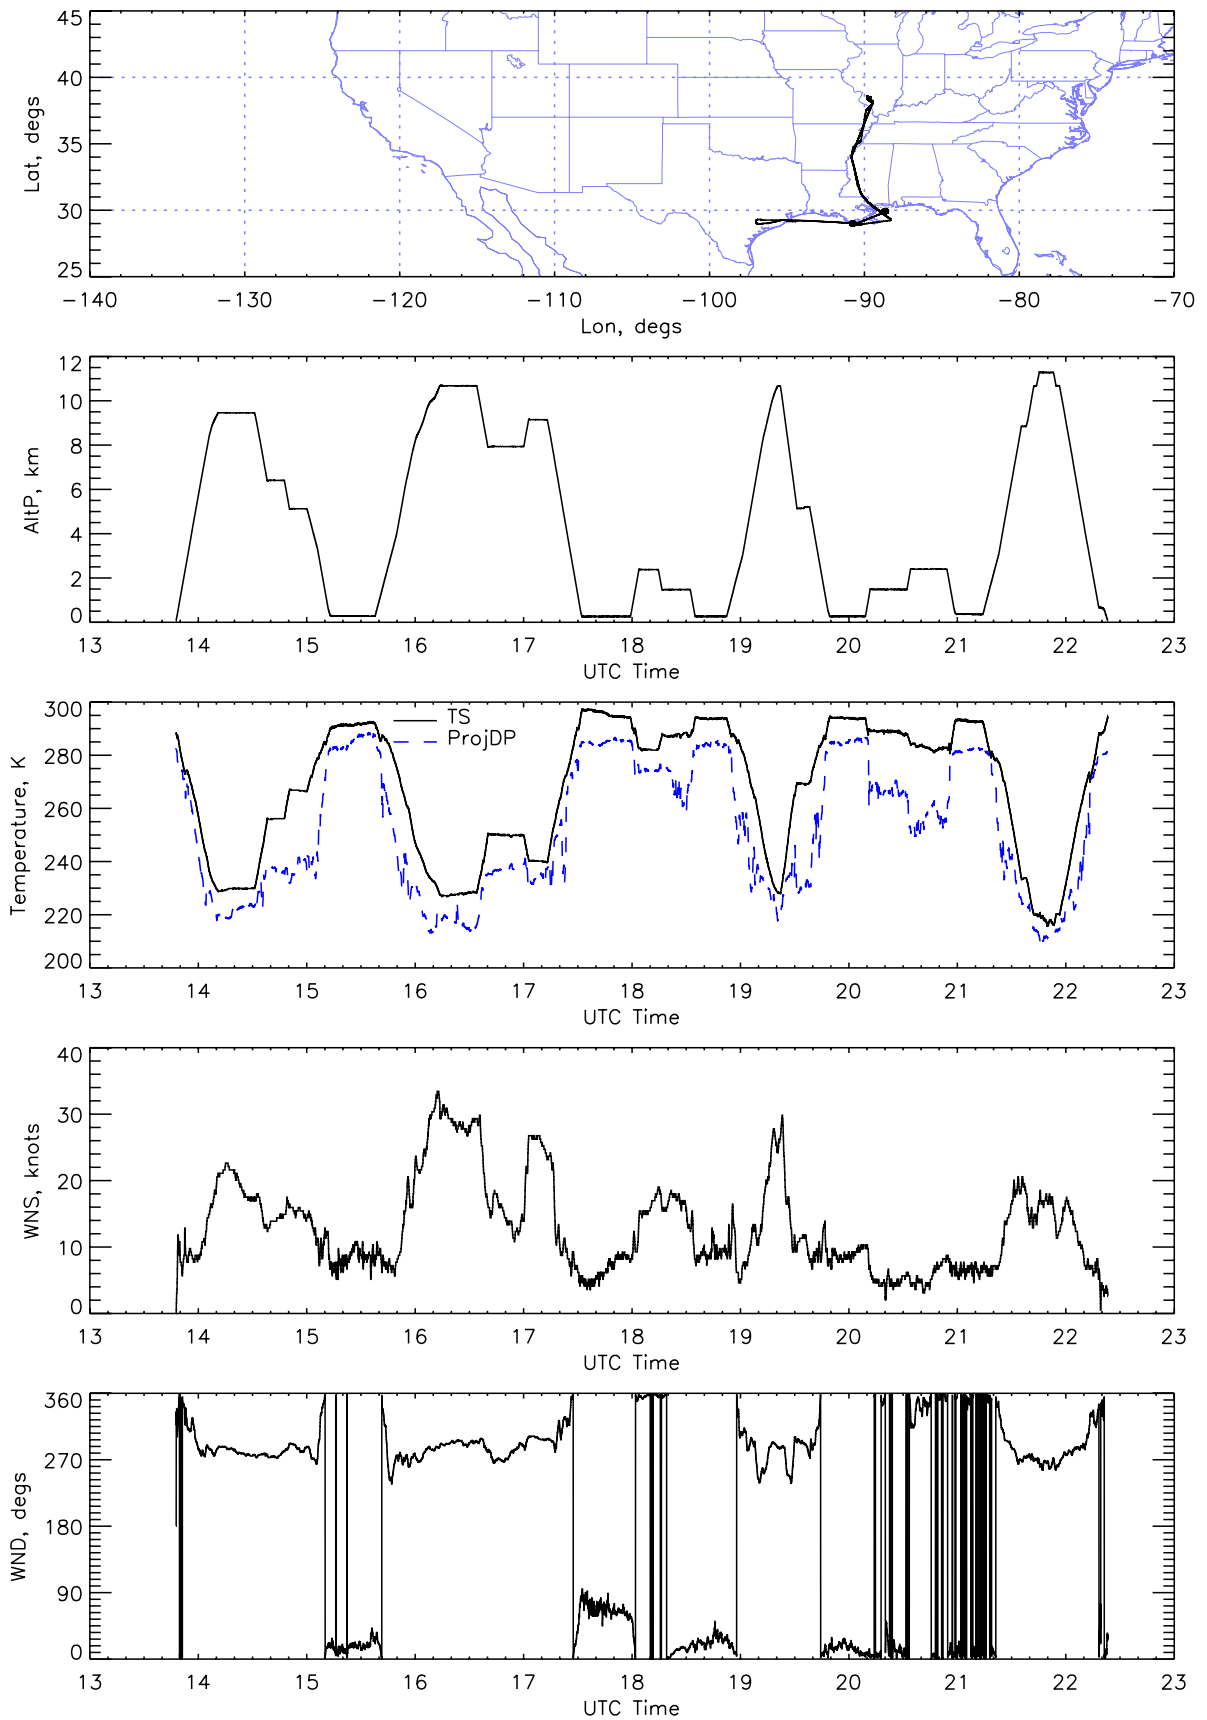 45
40
35
30
25
Lat, degs
-140 -130 -120 -110 -100 -90 -80 -70
Lon, degs
12
10
8
6
4
2
0
AltP, km
13 14 15 16 17 18 19 20 21 22 23
UTC Time
300
280
260
240
220
200
Temperature, K
TS
ProjDP
13 14 15 16 17 18 19 20 21 22 23
UTC Time
40
30
20
10
0
WNS, knots
13 14 15 16 17 18 19 20 21 22 23
UTC Time
360
270
180
90
0
WND, degs
13 14 15 16 17 18 19 20 21 22 23
UTC Time